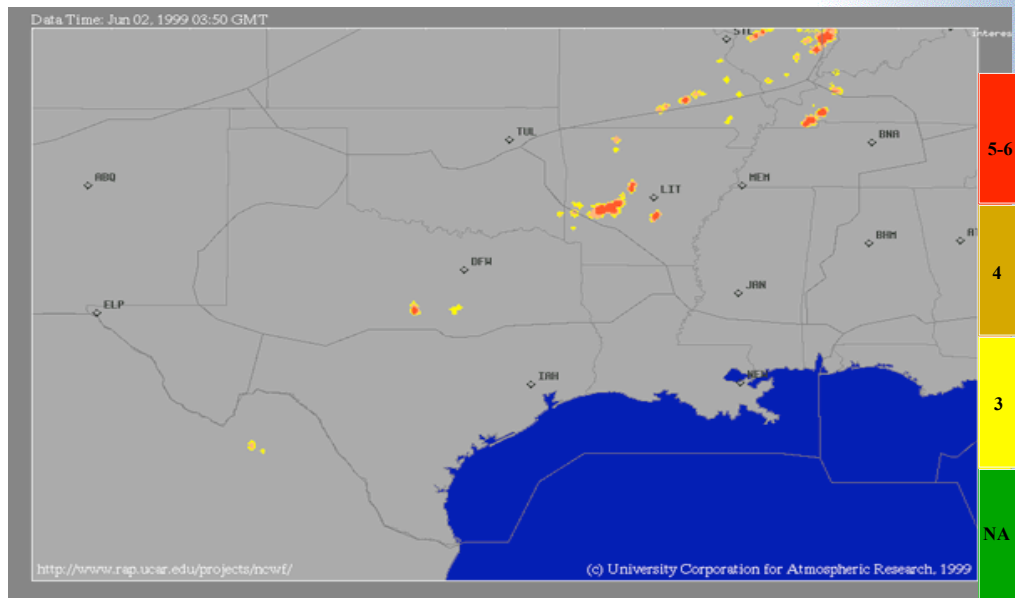 Data Time: Jun 02, 1999 03:50 GMT
STL
Interes
5-6
TUL
BNA
ABQ
LIT
MEM
BHM
AT
4
DFW
JAN
ELP
IAH
NEW
3
NA
http://www.rap.ucar.edu/projects/ncwf/
(c) University Corporation for Atmospheric Research, 1999